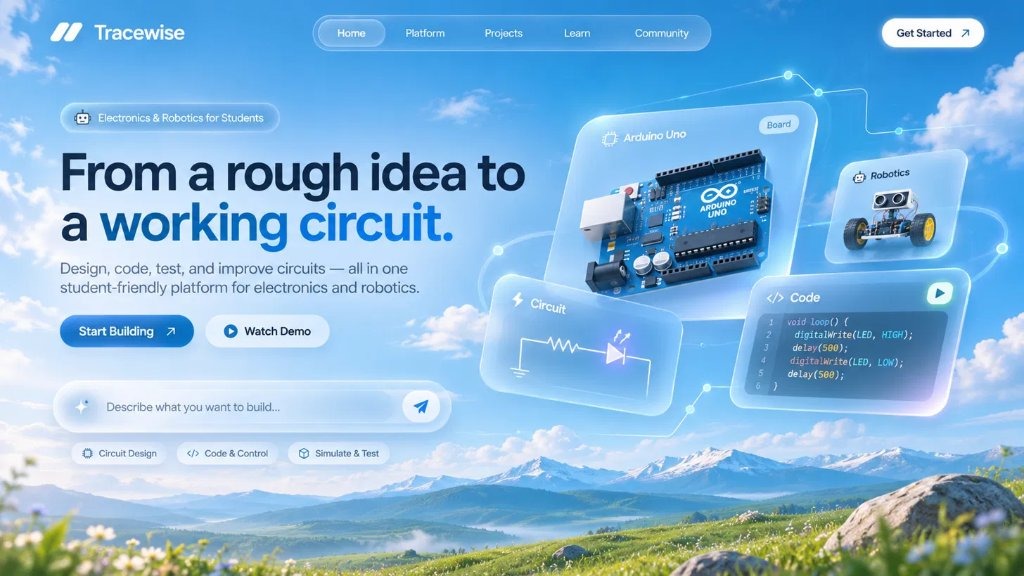 Tracewise
Home
Platform
Projects
Learn
Community
Get Started
Electronics & Robotics for Students
From a rough idea to
a working circuit.
Design, code, test, and improve circuits — all in one
student-friendly platform for electronics and robotics.
Start Building
Watch Demo
Describe what you want to build...
Circuit Design
</> Code & Control
Simulate & Test
Arduino Uno
Board
ARDUINO
UNO
Robotics
Circuit
</> Code
1 void loop() {
2 digitalWrite(LED, HIGH);
3 delay(500);
4 digitalWrite(LED, LOW);
5 delay(500);
6 }